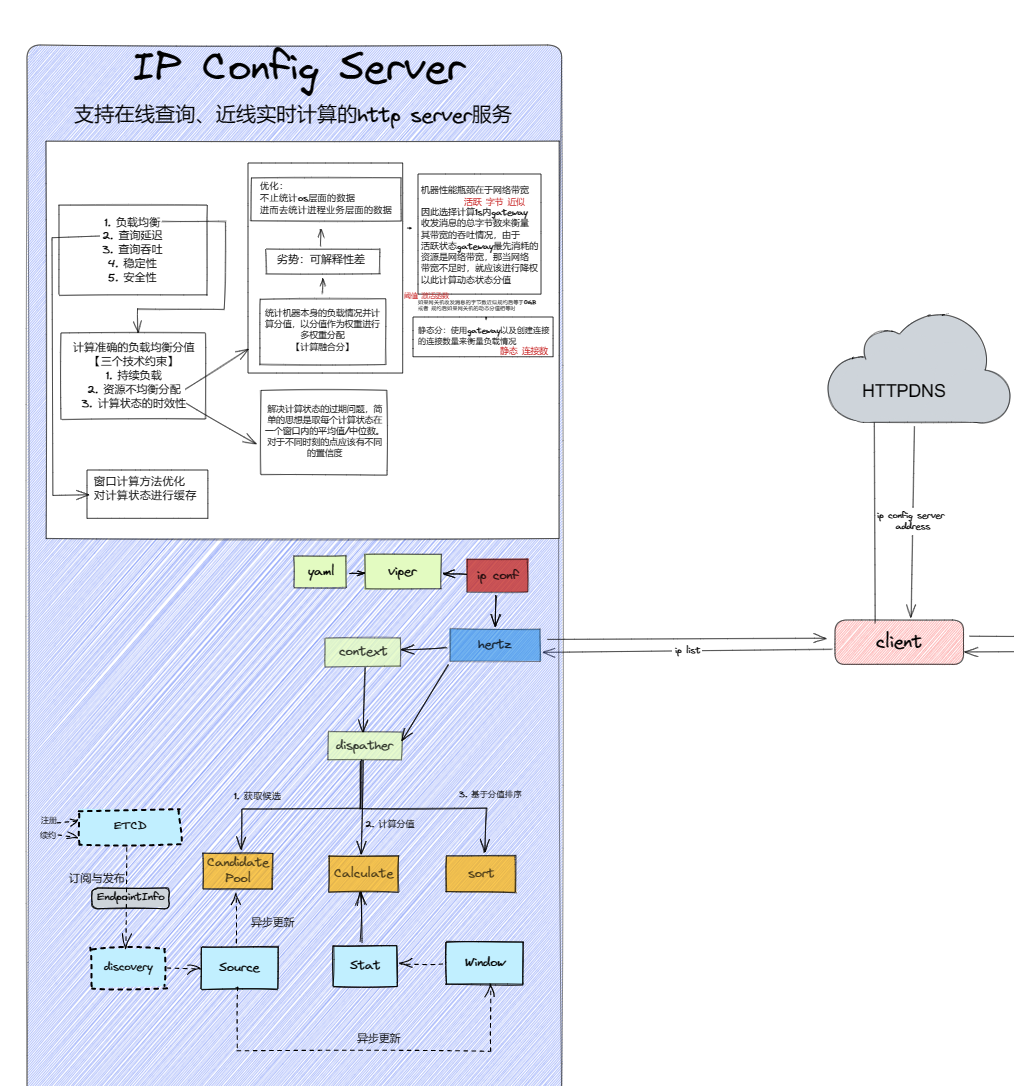 IP Config Server
支持在线查询、近线实时计算的http server服务
1. 负载均衡
2. 查询延迟
3. 查询吞吐
4. 稳定性
5. 安全性
优化：
不止统计os层面的数据
进而去统计进程业务层面的数据
劣势：可解释性差
统计机器本身的负载情况并计
算分值，以分值作为权重进行
多权重分配
【计算融合分】
机器性能瓶颈在于网络带宽
活跃 字节 近似
因此选择计算1s内gateway
收发消息的总字节数来衡量
其带宽的吞吐情况，由于
活跃状态gateway最先消耗的
资源是网络带宽，那当网络
带宽不足时，就应该进行降权
以此计算动态状态分值
阈值 激活函数
静态分：使用gateway以及创建连接
的连接数量来衡量负载情况
静态 连接数
计算准确的负载均衡分值
【三个技术约束】
1. 持续负载
2. 资源不均衡分配
3. 计算状态的时效性
解决计算状态的过期问题，简
单的思想是取每个计算状态在
一个窗口内的平均值/中位数。
对于不同时刻的点应该有不同
的置信度
窗口计算方法优化
对计算状态进行缓存
HTTPDNS
ip config server
address
yaml
viper
ip conf
context
hertz
client
ip list
dispather
1. 获取候选
2. 计算分值
3. 基于分值排序
注册
续约
ETCD
订阅与发布
EndpointInfo
Candidate
Pool
Calculate
sort
异步更新
discovery
Source
Stat
Window
异步更新